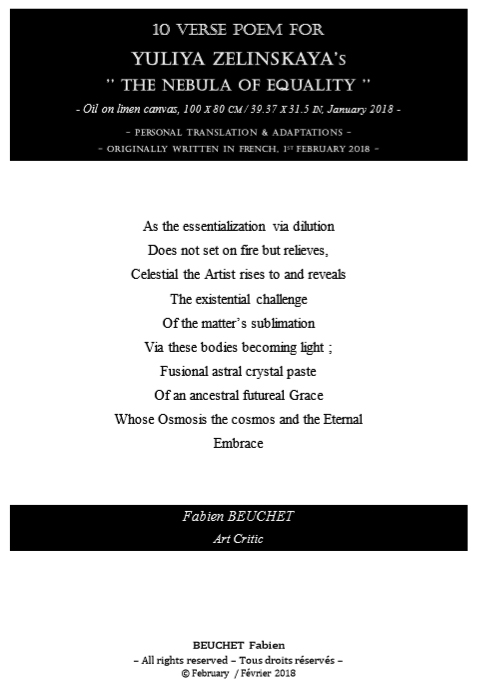 10 VERSE POEM FOR
YULIYA ZELINSKAYA'S
" THE NEBULA OF EQUALITY "
- Oil on linen canvas, 100 X 80 CM / 39.37 X 31.5 IN, January 2018 -
~ PERSONAL TRANSLATION & ADAPTATIONS ~
~ ORIGINALLY WRITTEN IN FRENCH, 1ST FEBRUARY 2018 ~
As the essentialization via dilution
Does not set on fire but relieves,
Celestial the Artist rises to and reveals
The existential challenge
Of the matter's sublimation
Via these bodies becoming light ;
Fusional astral crystal paste
Of an ancestral futureal Grace
Whose Osmosis the cosmos and the Eternal
Embrace
Fabien BEUCHET
Art Critic
BEUCHET Fabien
– All rights reserved – Tous droits réservés –
© February / Février 2018